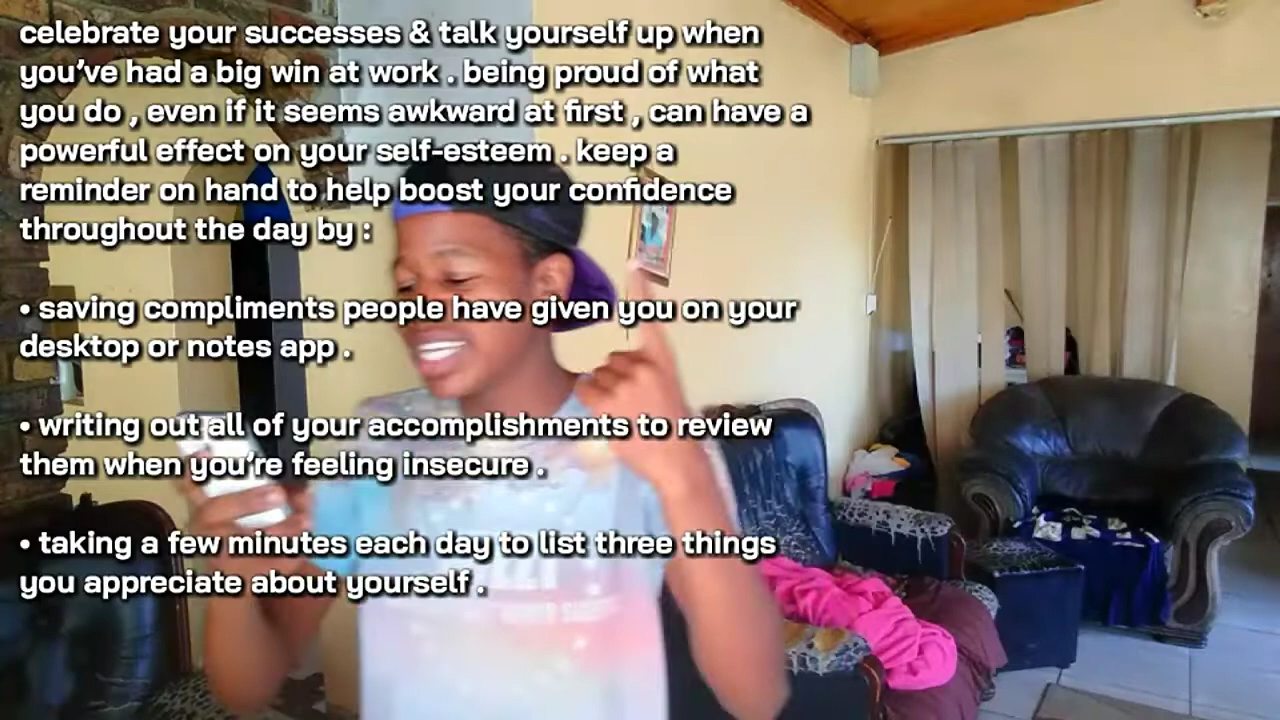 celebrate your successes & talk yourself up when
you've had a big win at work . being proud of what
you do , even if it seems awkward at first , can have a
powerful effect on your self-esteem . keep a
reminder on hand to help boost your confidence
throughout the day by :
• saving compliments people have given you on your
desktop or notes app .
• writing out all of your accomplishments to review
them when you're feeling insecure .
• taking a few minutes each day to list three things
you appreciate about yourself .